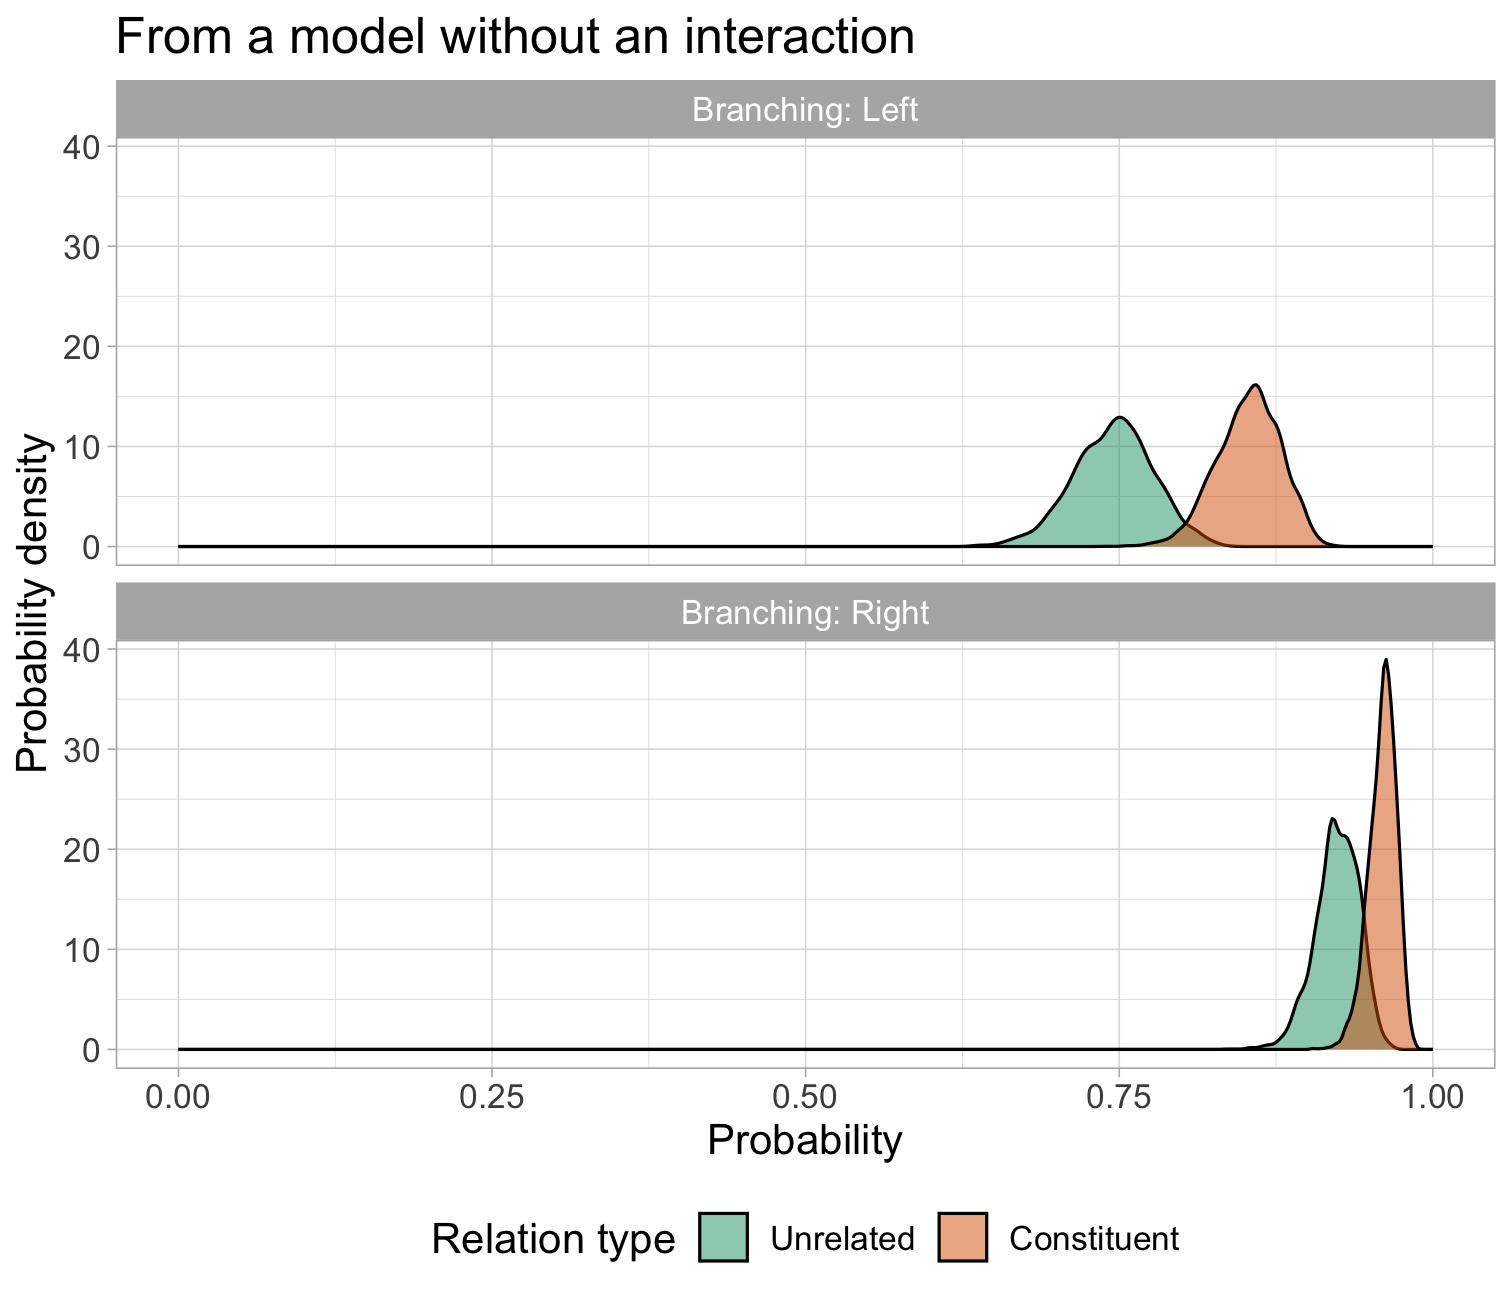 From a model without an interaction
Branching: Left
40
30
20
10
0
Branching: Right
40
30
20
10
0
Probability density
0.00 0.25 0.50 0.75 1.00
Probability
Relation type Unrelated Constituent